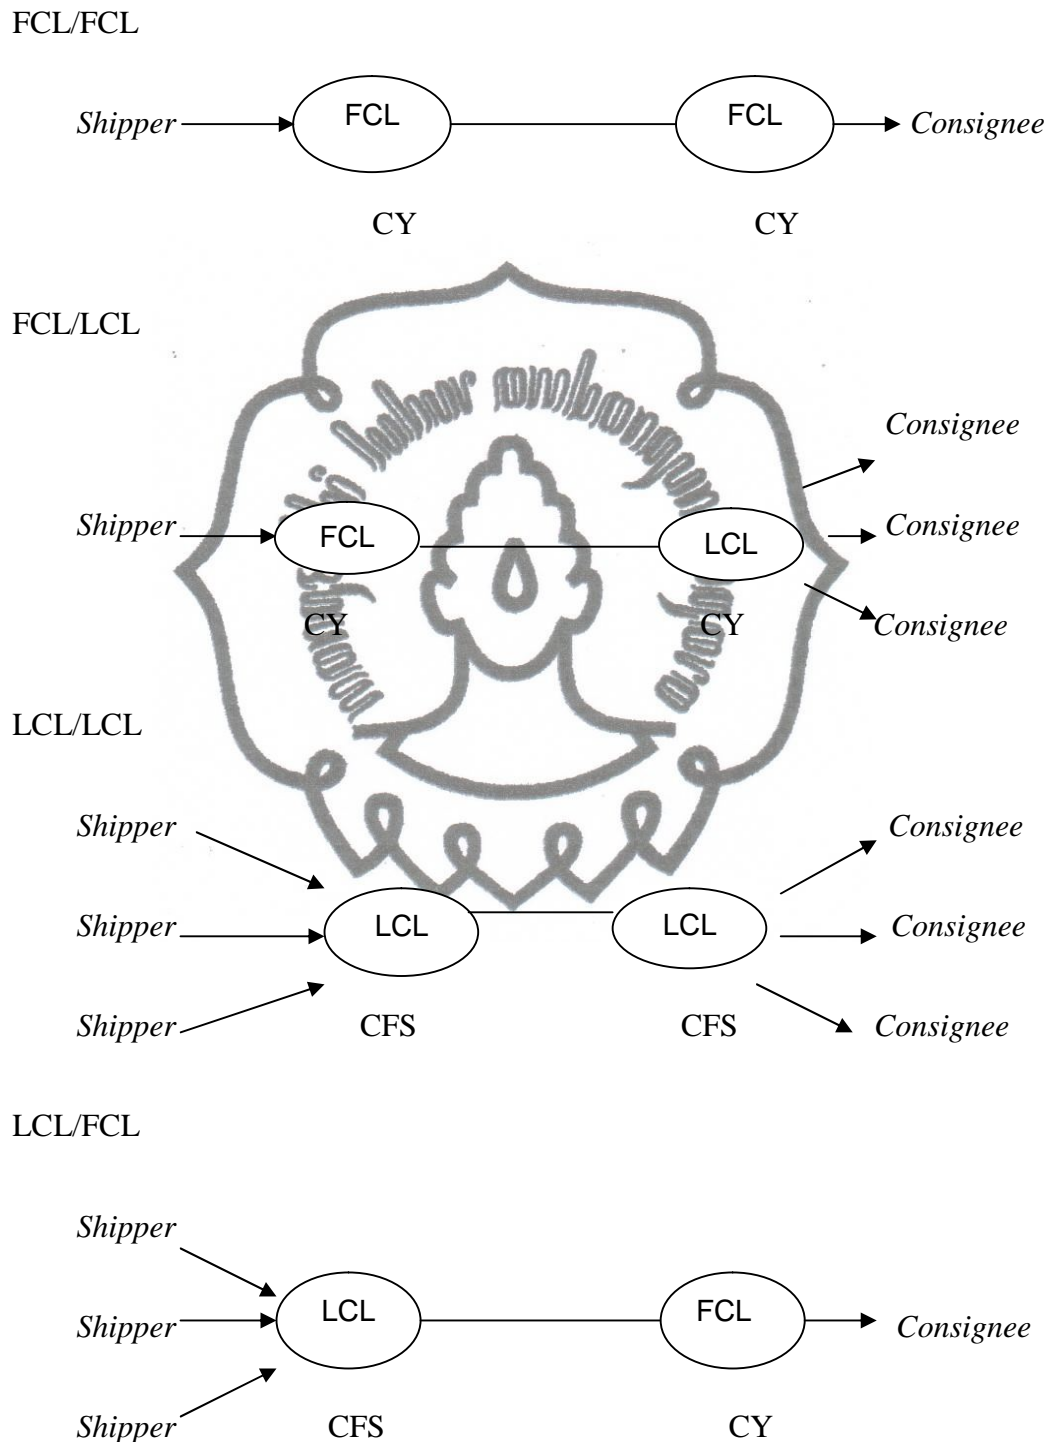 FCL/FCL
Shipper FCL FCL Consignee
CY CY
FCL/LCL
Consignee
Shipper FCL LCL Consignee
CY CY Consignee
LCL/LCL
Shipper Consignee
Shipper LCL LCL Consignee
Shipper CFS CFS Consignee
LCL/FCL
Shipper
Shipper LCL FCL Consignee
Shipper CFS CY